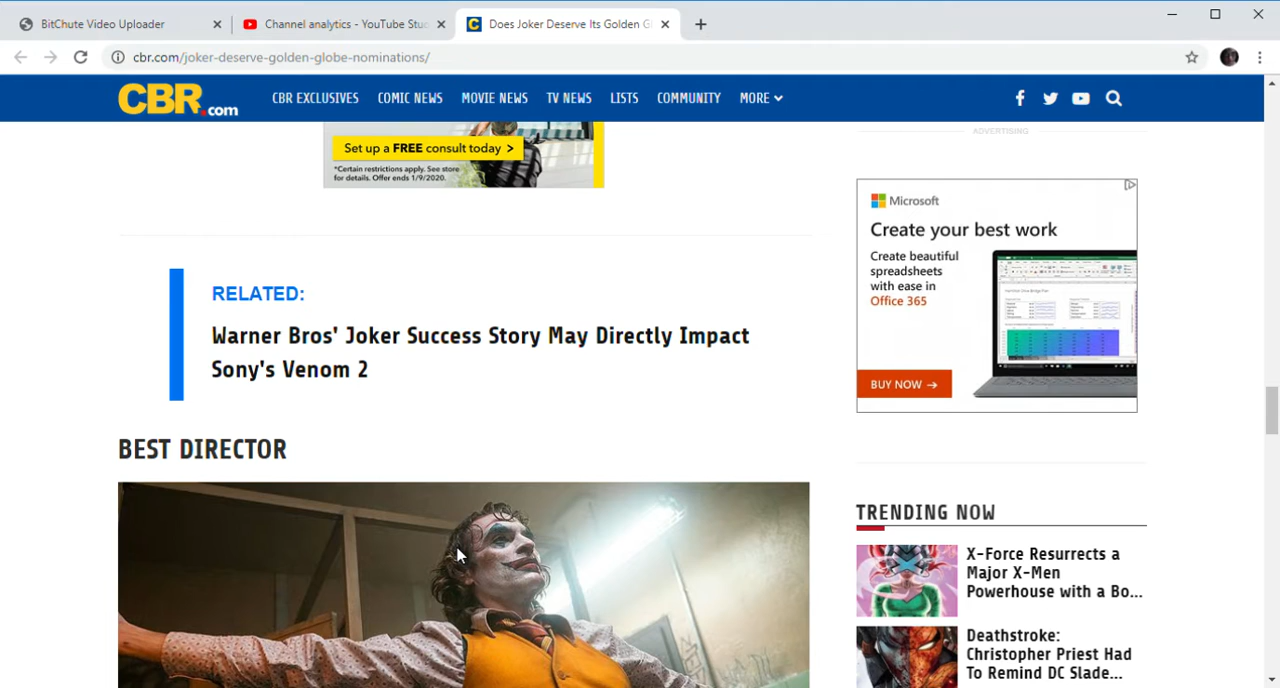 BitChute Video Uploader
Channel analytics - YouTube Stu
Does Joker Deserve Its Golden G
cbr.com/joker-deserve-golden-globe-nominations/
CBR.com
CBR EXCLUSIVES
COMIC NEWS
MOVIE NEWS
TV NEWS
LISTS
COMMUNITY
MORE
Set up a FREE consult today >
*Certain restrictions apply. See store
for details. Offer ends 1/9/2020.
ADVERTISING
Microsoft
Create your best work
Create beautiful
spreadsheets
with ease in
Office 365
BUY NOW →
RELATED:
Warner Bros' Joker Success Story May Directly Impact
Sony's Venom 2
BEST DIRECTOR
TRENDING NOW
X-Force Resurrects a
Major X-Men
Powerhouse with a Bo...
Deathstroke:
Christopher Priest Had
To Remind DC Slade...